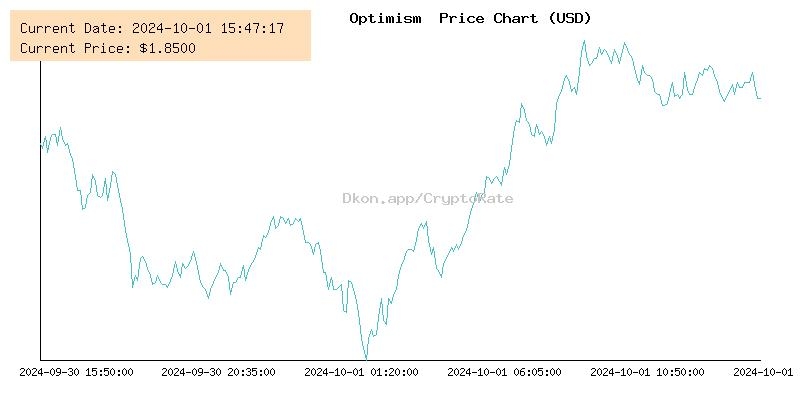 Optimism  Price Chart (USD)
Current Date: 2024-10-01 15:47:17
Current Price: $1.8500
Dkon.app/CryptoRate
2024-09-30 15:50:00 2024-09-30 20:35:00 2024-10-01 01:20:00 2024-10-01 06:05:00 2024-10-01 10:50:00 2024-10-01